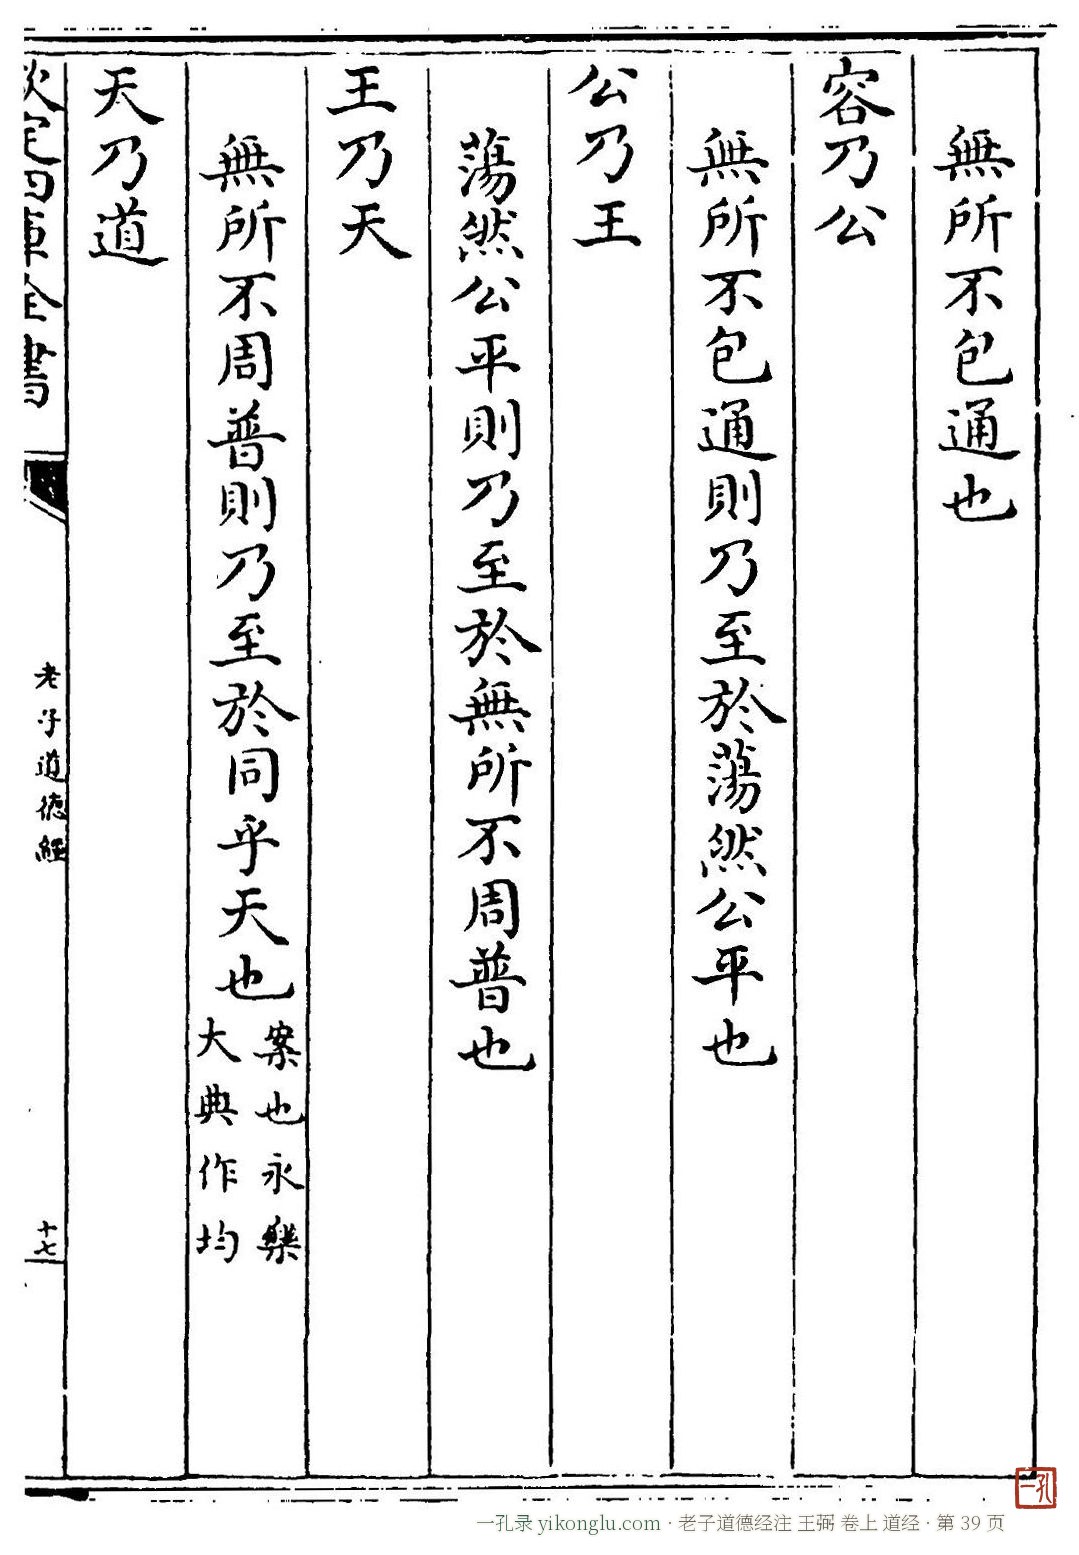 無所不包通也
容乃公
無所不包通則乃至於蕩然公平也
公乃王
蕩然公平則乃至於無所不周普也
王乃天
無所不周普則乃至於同乎天也
案也永樂
大典作均
天乃道
欽定四庫全書
老子道德經
十七
一孔
一孔录 yikonglu.com · 老子道德经注 王弼 卷上 道经 · 第 39 页